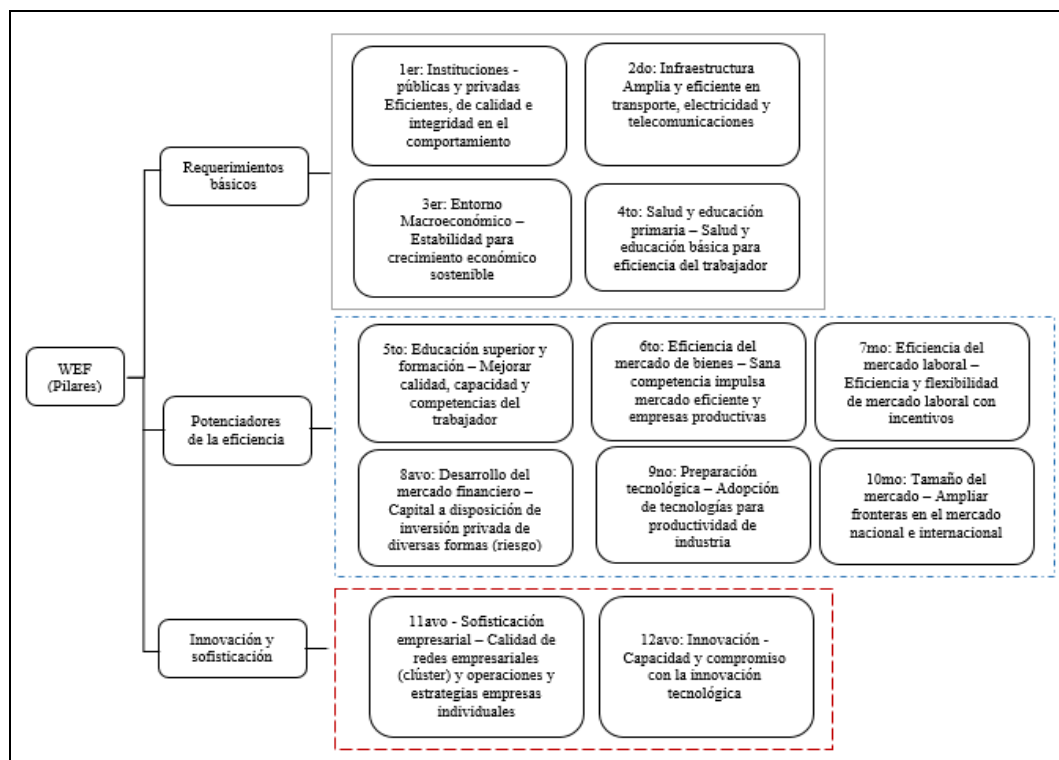 1er: Instituciones -
públicas y privadas
Eficientes, de calidad e
integridad en el
comportamiento
2do: Infraestructura
Amplia y eficiente en
transporte, electricidad y
telecomunicaciones
Requerimientos
básicos
3er: Entorno
Macroeconómico –
Estabilidad para
crecimiento económico
sostenible
4to: Salud y educación
primaria – Salud y
educación básica para
eficiencia del trabajador
WEF
(Pilares)
5to: Educación superior y
formación – Mejorar
calidad, capacidad y
competencias del
trabajador
6to: Eficiencia del
mercado de bienes – Sana
competencia impulsa
mercado eficiente y
empresas productivas
7mo: Eficiencia del
mercado laboral –
Eficiencia y flexibilidad
de mercado laboral con
incentivos
Potenciadores
de la eficiencia
8avo: Desarrollo del
mercado financiero –
Capital a disposición de
inversión privada de
diversas formas (riesgo)
9no: Preparación
tecnológica – Adopción
de tecnologías para
productividad de
industria
10mo: Tamaño del
mercado – Ampliar
fronteras en el mercado
nacional e internacional
Innovación y
sofisticación
11avo - Sofisticación
empresarial – Calidad de
redes empresariales
(clúster) y operaciones y
estrategias empresas
individuales
12avo: Innovación -
Capacidad y compromiso
con la innovación
tecnológica